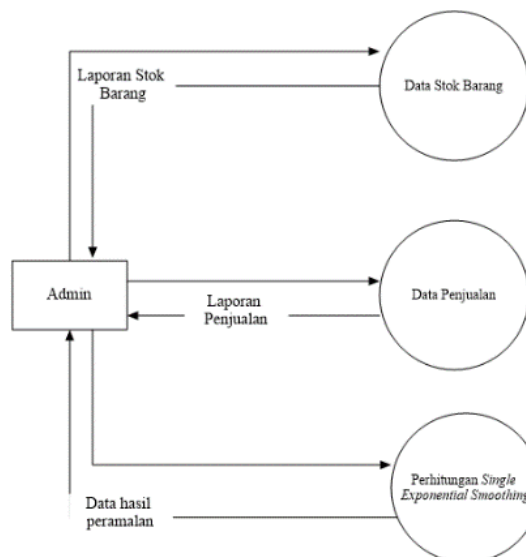 Laporan Stok
Barang
Data Stok Barang
Admin
Laporan
Penjualan
Data Penjualan
Perhitungan Single
Exponential Smoothing
Data hasil
peramalan